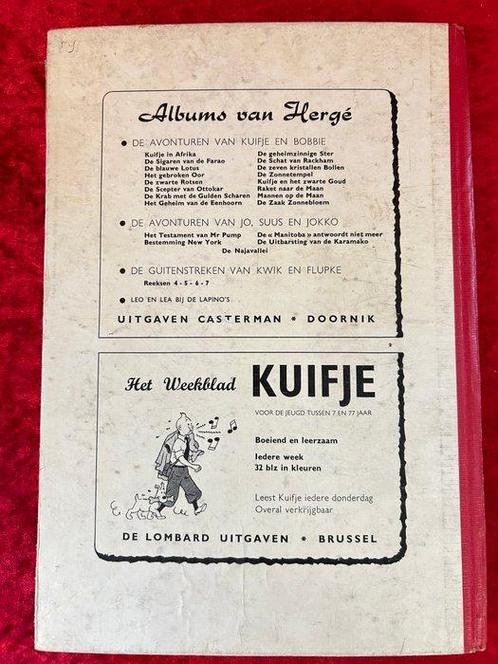 Albums van Hergé
• DE AVONTUREN VAN KUIFJE EN BOBBIE
Kuifje in Afrika
De Sigaren van de Farao
De blauwe Lotus
Het gebroken Oor
De zwarte Rotsen
De Scepter van Ottokar
De Krab met de Gulden Scharen
Het Geheim van de Eenhoorn
De geheimzinnige Ster
De Schat van Rackham
De zeven kristallen Bollen
De Zonnetempel
Kuifje en het zwarte Goud
Raket naar de Maan
Mannen op de Maan
De Zaak Zonnebloem
• DE AVONTUREN VAN JO, SUUS EN JOKKO
Het Testament van Mr Pump
Bestemming New York
De « Manitoba » antwoordt niet meer
De Uitbarsting van de Karamako
De Najavallei
• DE GUITENSTREKEN VAN KWIK EN FLUPKE
Reeksen 4 - 5 - 6 - 7
• LEO EN LEA BIJ DE LAPINO'S
UITGAVEN CASTERMAN * DOORNIK
Het Weekblad KUIFJE
VOOR DE JEUGD TUSSEN 7 EN 77 JAAR
Boeiend en leerzaam
Iedere week
32 blz in kleuren
Leest Kuifje iedere donderdag
Overal verkrijgbaar
DE LOMBARD UITGAVEN * BRUSSEL